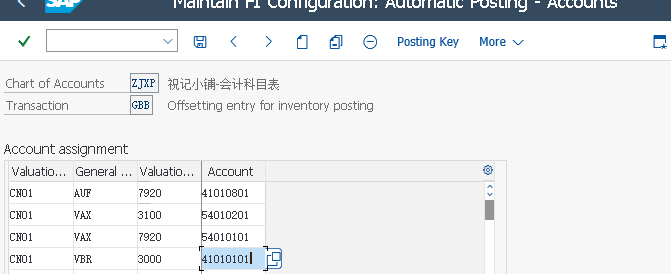 SAP Maintain FI Configuration: Automatic Posting - Accounts
Posting Key More
Chart of Accounts ZJXP 祝记小铺-会计科目表
Transaction GBB Offsetting entry for inventory posting
Account assignment
Valuatio... General ... Valuatio... Account
CN01 AUF 7920 41010801
CN01 VAX 3100 54010201
CN01 VAX 7920 54010101
CN01 VBR 3000 41010101